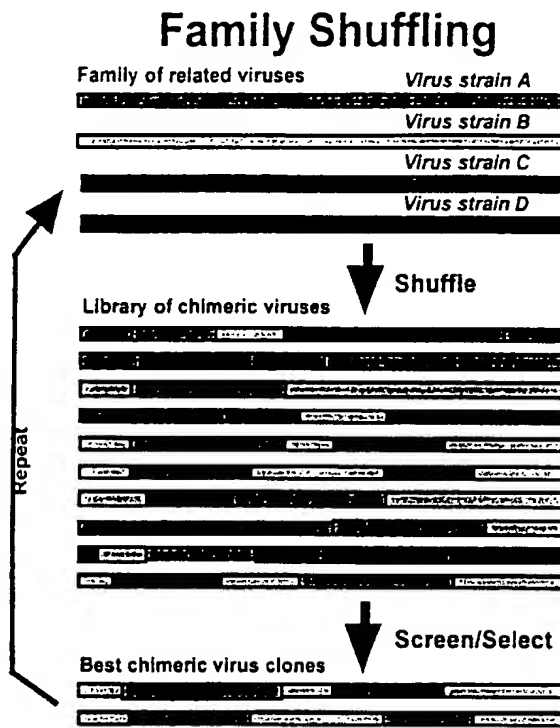 Family Shuffling
Family of related viruses
Virus strain A
Virus strain B
Virus strain C
Virus strain D
Shuffle
Library of chimeric viruses
Repeat
Screen/Select
Best chimeric virus clones